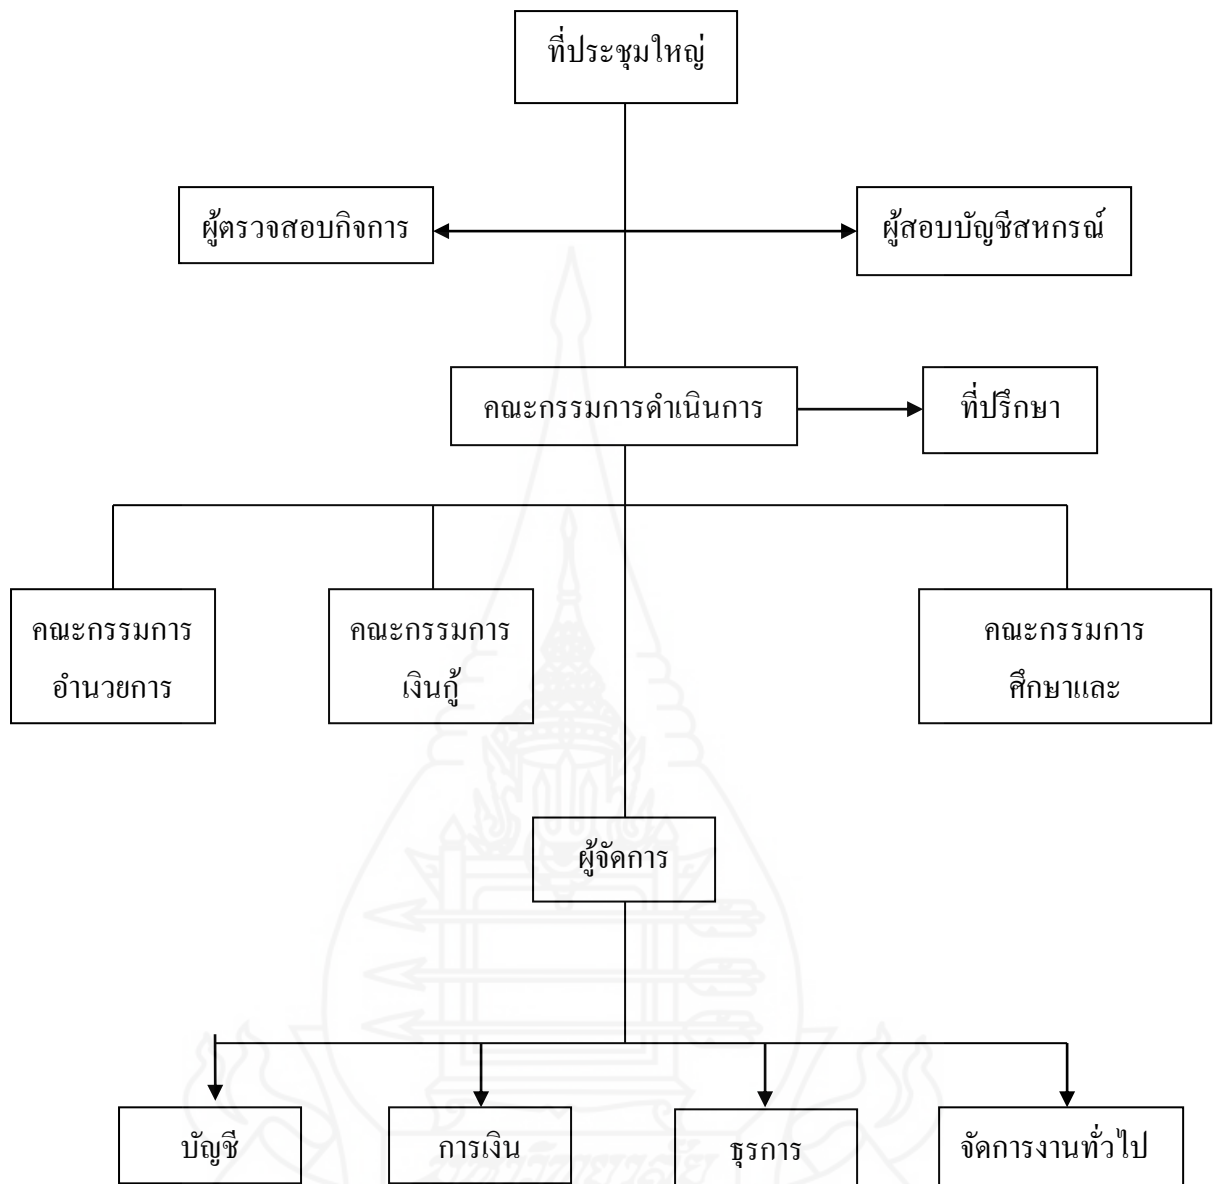 ที่ประชุมใหญ่
ผู้ตรวจสอบกิจการ
ผู้สอบบัญชีสหกรณ์
คณะกรรมการดำเนินการ
ที่ปรึกษา
คณะกรรมการ
อำนวยการ
คณะกรรมการ
เงินกู้
คณะกรรมการ
ศึกษาและ
ผู้จัดการ
บัญชี
การเงิน
ธุรการ
จัดการงานทั่วไป